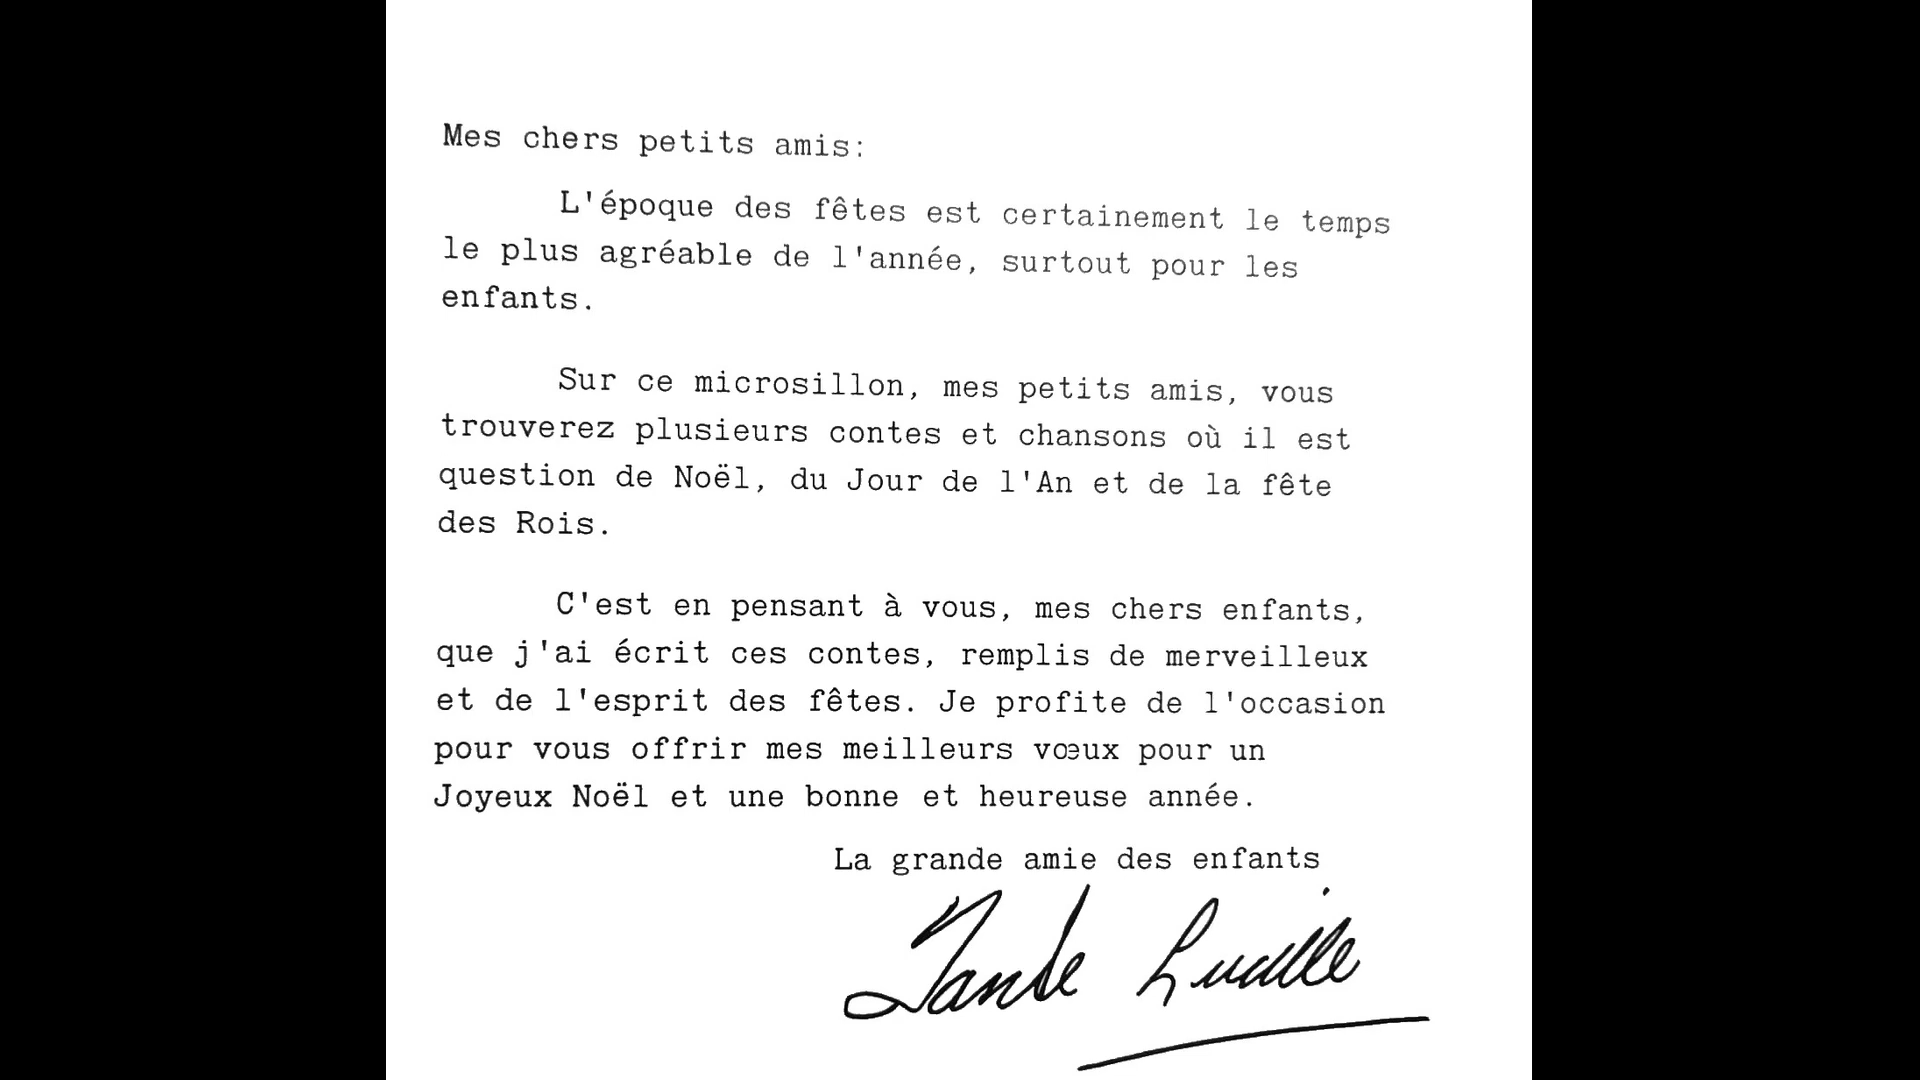 Mes chers petits amis:
L'époque des fêtes est certainement le temps
le plus agréable de l'année, surtout pour les
enfants.
Sur ce microsillon, mes petits amis, vous
trouverez plusieurs contes et chansons où il est
question de Noël, du Jour de l'An et de la fête
des Rois.
C'est en pensant à vous, mes chers enfants,
que j'ai écrit ces contes, remplis de merveilleux
et de l'esprit des fêtes. Je profite de l'occasion
pour vous offrir mes meilleurs vœux pour un
Joyeux Noël et une bonne et heureuse année.
La grande amie des enfants
Tante Lucille